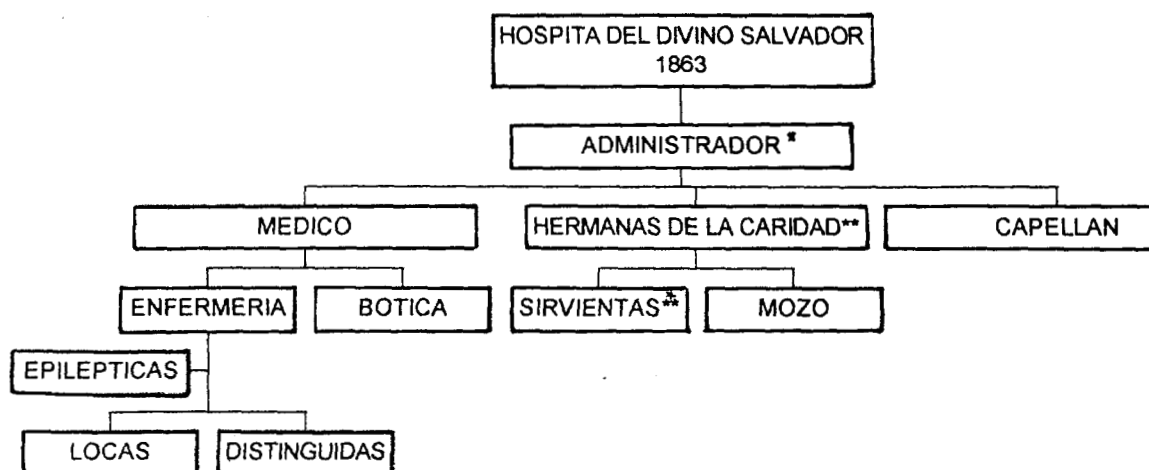 HOSPITA DEL DIVINO SALVADOR
1863
ADMINISTRADOR *
MEDICO
HERMANAS DE LA CARIDAD**
CAPELLAN
ENFERMERIA
BOTICA
SIRVIENTAS***
MOZO
EPILEPTICAS
LOCAS
DISTINGUIDAS